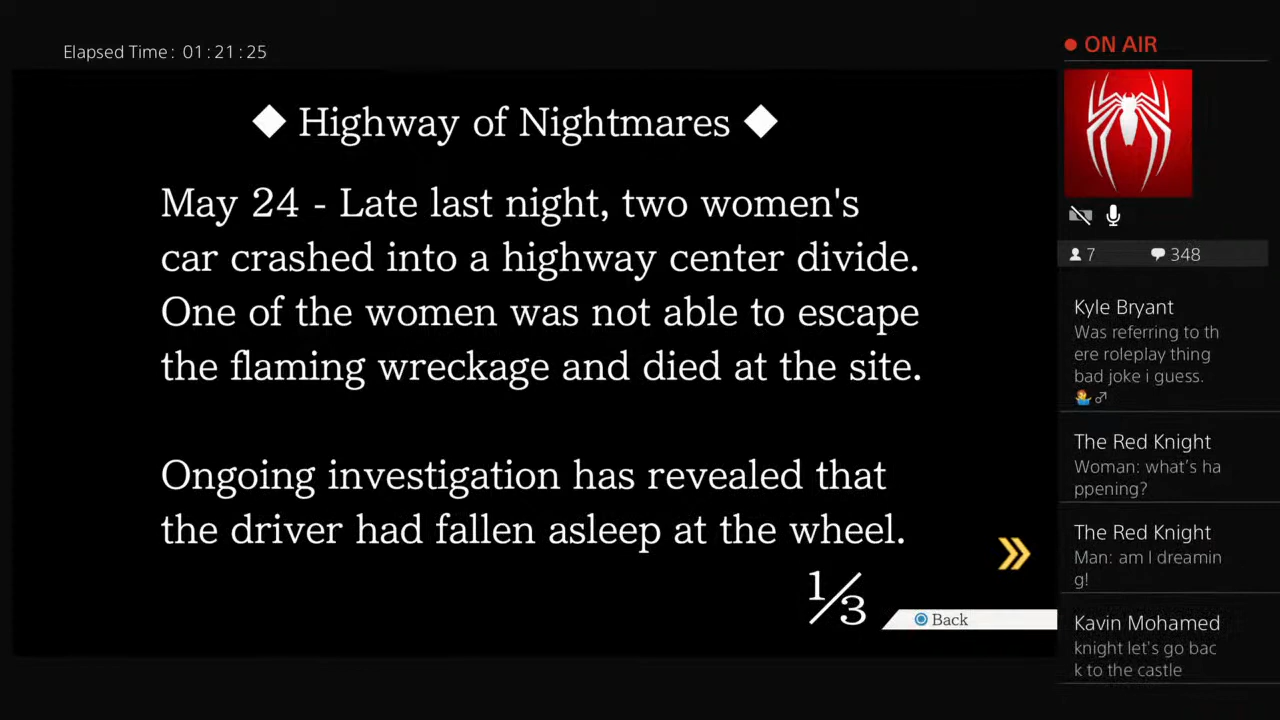 Elapsed Time: 01:21:25
ON AIR
◆ Highway of Nightmares ◆
May 24 - Late last night, two women's
car crashed into a highway center divide.
One of the women was not able to escape
the flaming wreckage and died at the site.
Ongoing investigation has revealed that
the driver had fallen asleep at the wheel.
1/3
Back
7 348
Kyle Bryant
Was referring to th
ere roleplay thing
bad joke i guess.
🤷♂
The Red Knight
Woman: what's ha
ppening?
The Red Knight
Man: am I dreamin
g!
Kavin Mohamed
knight let's go bac
k to the castle